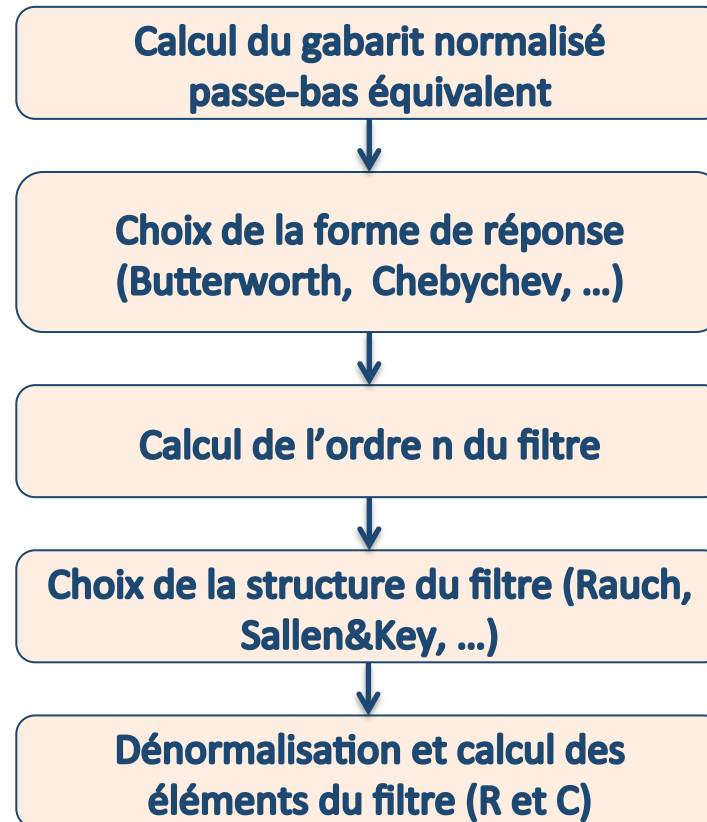 Calcul du gabarit normalisé
passe-bas équivalent
Choix de la forme de réponse
(Butterworth, Chebychev, ...)
Calcul de l'ordre n du filtre
Choix de la structure du filtre (Rauch,
Sallen&Key, ...)
Dénormalisation et calcul des
éléments du filtre (R et C)